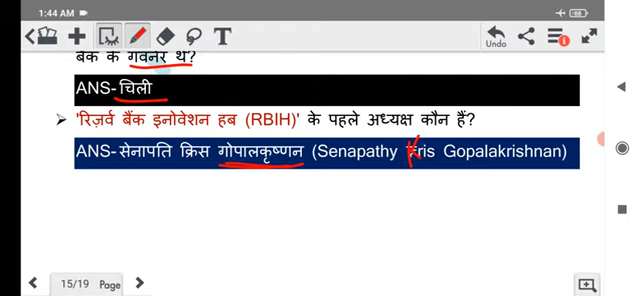 1:44 AM
68
Undo
बैंक के गवर्नर थे?
ANS- चिली
➢ 'रिज़र्व बैंक इनोवेशन हब (RBIH)' के पहले अध्यक्ष कौन हैं?
ANS- सेनापति क्रिस गोपालकृष्णन (Senapathy Kris Gopalakrishnan)
15/19 Page